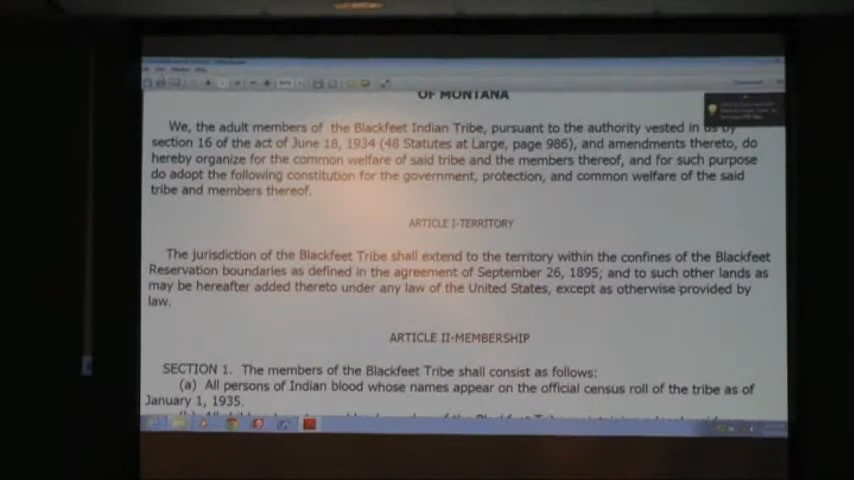 OF MONTANA
We, the adult members of the Blackfeet Indian Tribe, pursuant to the authority vested in us by
section 16 of the act of June 18, 1934 (48 Statutes at Large, page 986), and amendments thereto, do
hereby organize for the common welfare of said tribe and the members thereof, and for such purpose
do adopt the following constitution for the government, protection, and common welfare of the said
tribe and members thereof.
ARTICLE I-TERRITORY
The jurisdiction of the Blackfeet Tribe shall extend to the territory within the confines of the Blackfeet
Reservation boundaries as defined in the agreement of September 26, 1895; and to such other lands as
may be hereafter added thereto under any law of the United States, except as otherwise provided by
law.
ARTICLE II-MEMBERSHIP
SECTION 1. The members of the Blackfeet Tribe shall consist as follows:
(a) All persons of Indian blood whose names appear on the official census roll of the tribe as of
January 1, 1935.